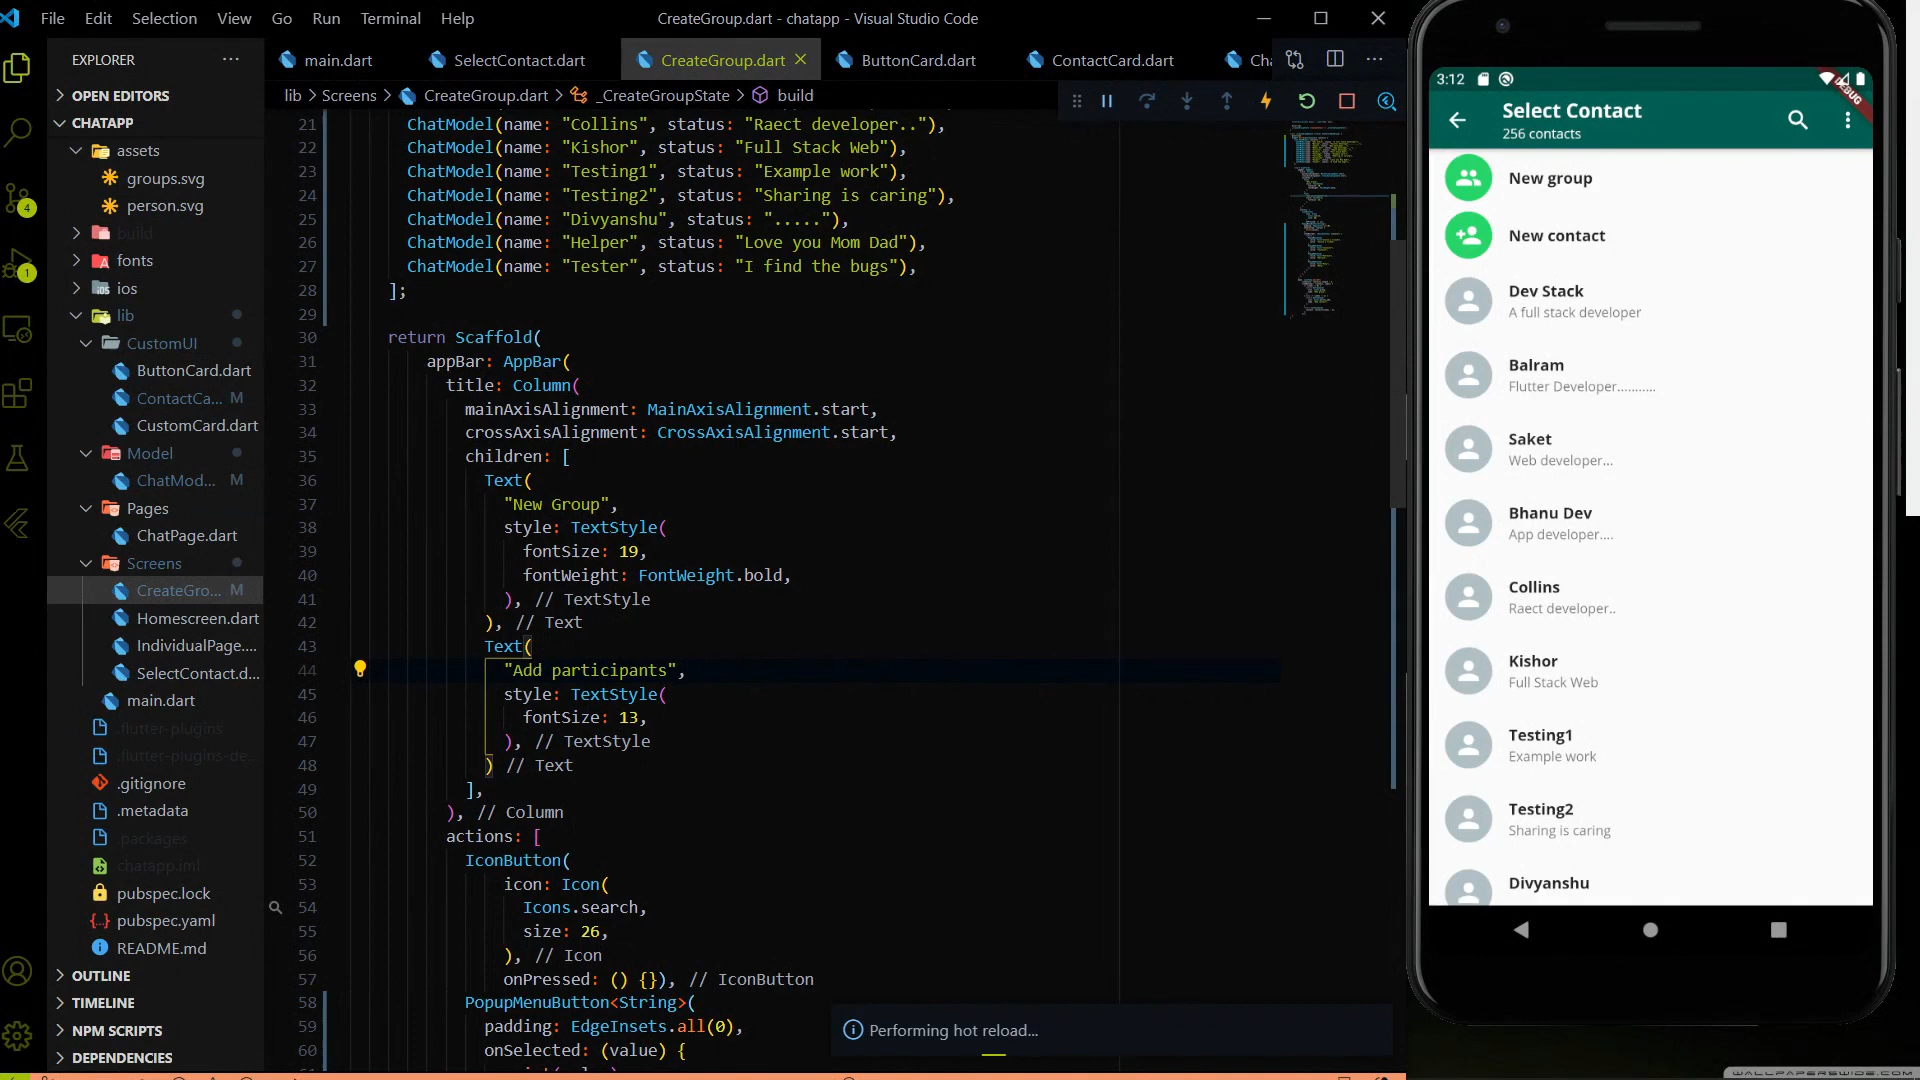 File Edit Selection View Go Run Terminal Help
CreateGroup.dart - chatapp - Visual Studio Code
EXPLORER
OPEN EDITORS
CHATAPP
assets
groups.svg
person.svg
build
fonts
ios
lib
CustomUI
ButtonCard.dart
ContactCa... M
CustomCard.dart
Model
ChatMod... M
Pages
ChatPage.dart
Screens
CreateGro... M
Homescreen.dart
IndividualPage....
SelectContact.d...
main.dart
.flutter-plugins
.flutter-plugins-de...
.gitignore
.metadata
.packages
chatapp.iml
pubspec.lock
pubspec.yaml
README.md
OUTLINE
TIMELINE
NPM SCRIPTS
DEPENDENCIES
4
1
main.dart SelectContact.dart CreateGroup.dart ButtonCard.dart ContactCard.dart Cha
lib > Screens > CreateGroup.dart > _CreateGroupState > build
21 ChatModel(name: "Collins", status: "Raect developer.."),
22 ChatModel(name: "Kishor", status: "Full Stack Web"),
23 ChatModel(name: "Testing1", status: "Example work"),
24 ChatModel(name: "Testing2", status: "Sharing is caring"),
25 ChatModel(name: "Divyanshu", status: "....."),
26 ChatModel(name: "Helper", status: "Love you Mom Dad"),
27 ChatModel(name: "Tester", status: "I find the bugs"),
28 ];
29
30 return Scaffold(
31 appBar: AppBar(
32 title: Column(
33 mainAxisAlignment: MainAxisAlignment.start,
34 crossAxisAlignment: CrossAxisAlignment.start,
35 children: [
36 Text(
37 "New Group",
38 style: TextStyle(
39 fontSize: 19,
40 fontWeight: FontWeight.bold,
41 ), // TextStyle
42 ), // Text
43 Text(
44 "Add participants",
45 style: TextStyle(
46 fontSize: 13,
47 ), // TextStyle
48 ) // Text
49 ],
50 ), // Column
51 actions: [
52 IconButton(
53 icon: Icon(
54 Icons.search,
55 size: 26,
56 ), // Icon
57 onPressed: () {}), // IconButton
58 PopupMenuButton<String>(
59 padding: EdgeInsets.all(0),
60 onSelected: (value) {
Performing hot reload...
3:12
DEBUG
Select Contact
256 contacts
New group
New contact
Dev Stack
A full stack developer
Balram
Flutter Developer...........
Saket
Web developer...
Bhanu Dev
App developer....
Collins
Raect developer..
Kishor
Full Stack Web
Testing1
Example work
Testing2
Sharing is caring
Divyanshu